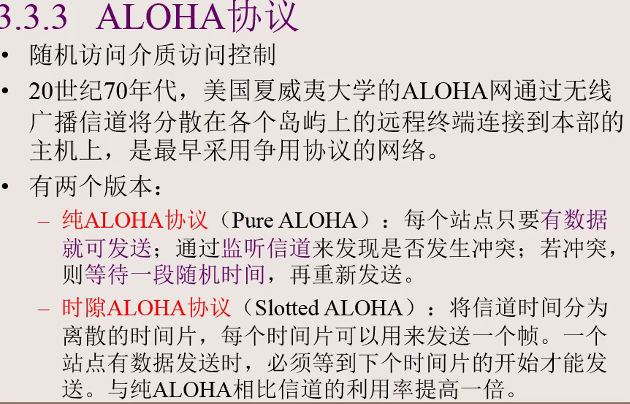 3.3.3 ALOHA协议
• 随机访问介质访问控制
• 20世纪70年代，美国夏威夷大学的ALOHA网通过无线
广播信道将分散在各个岛屿上的远程终端连接到本部的
主机上，是最早采用争用协议的网络。
• 有两个版本：
– 纯ALOHA协议（Pure ALOHA）：每个站点只要有数据
就可发送；通过监听信道来发现是否发生冲突；若冲突，
则等待一段随机时间，再重新发送。
– 时隙ALOHA协议（Slotted ALOHA）：将信道时间分为
离散的时间片，每个时间片可以用来发送一个帧。一个
站点有数据发送时，必须等到下个时间片的开始才能发
送。与纯ALOHA相比信道的利用率提高一倍。